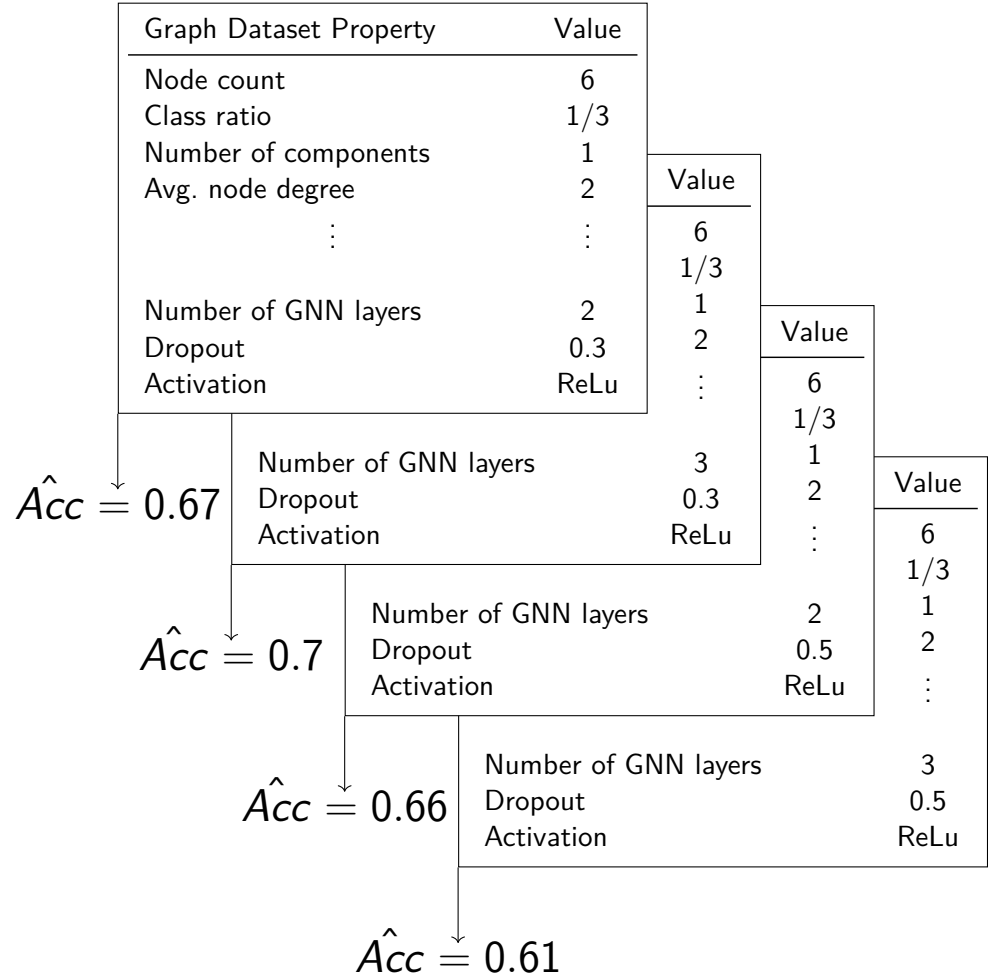 Graph Dataset Property Value
Node count 6
Class ratio 1/3
Number of components 1
Avg. node degree 2
⋮ ⋮
Number of GNN layers 2
Dropout 0.3
Activation ReLu
Âcc = 0.67
Value
6
1/3
1
2
⋮
Number of GNN layers 3
Dropout 0.3
Activation ReLu
Âcc = 0.7
Value
6
1/3
1
2
⋮
Number of GNN layers 2
Dropout 0.5
Activation ReLu
Âcc = 0.66
Value
6
1/3
1
2
⋮
Number of GNN layers 3
Dropout 0.5
Activation ReLu
Âcc = 0.61